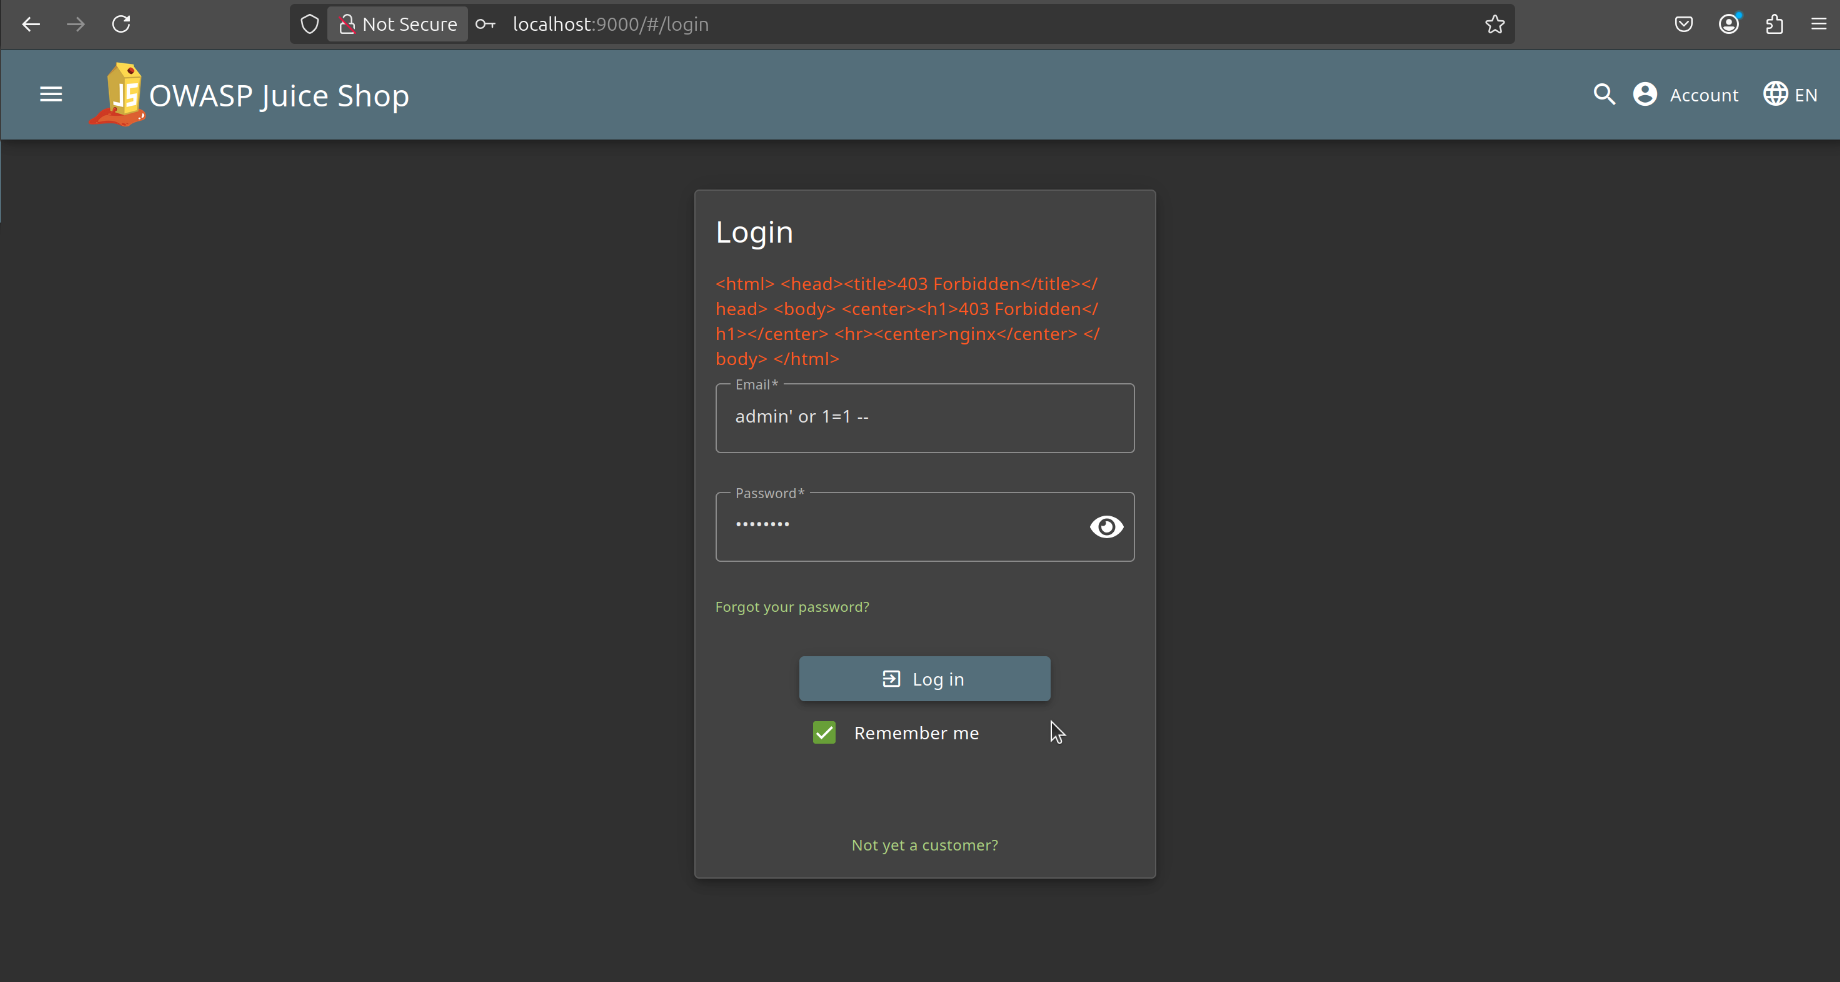 Not Secure localhost:9000/#/login
JS OWASP Juice Shop Account EN
Login
<html> <head><title>403 Forbidden</title></
head> <body> <center><h1>403 Forbidden</
h1></center> <hr><center>nginx</center> </
body> </html>
Email*
admin' or 1=1 --
Password*
••••••••
Forgot your password?
Log in
Remember me
Not yet a customer?